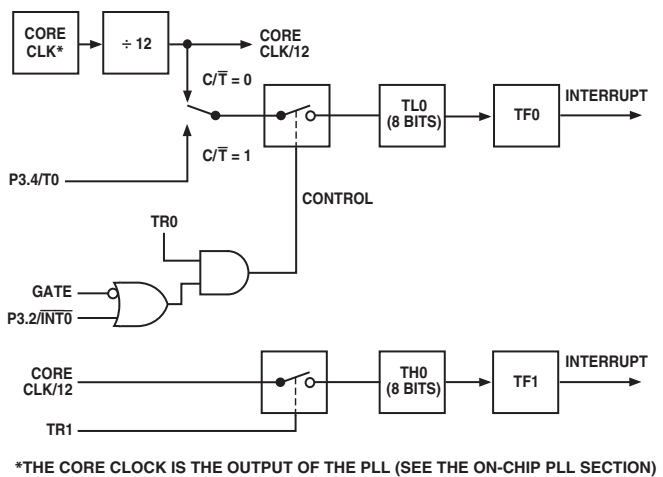 CORE
CLK*
÷ 12
CORE
CLK/12
C/T̅ = 0
TL0
(8 BITS)
TF0
INTERRUPT
C/T̅ = 1
P3.4/T0
CONTROL
TR0
GATE
P3.2/I̅N̅T̅0̅
CORE
CLK/12
TH0
(8 BITS)
TF1
INTERRUPT
TR1
*THE CORE CLOCK IS THE OUTPUT OF THE PLL (SEE THE ON-CHIP PLL SECTION)